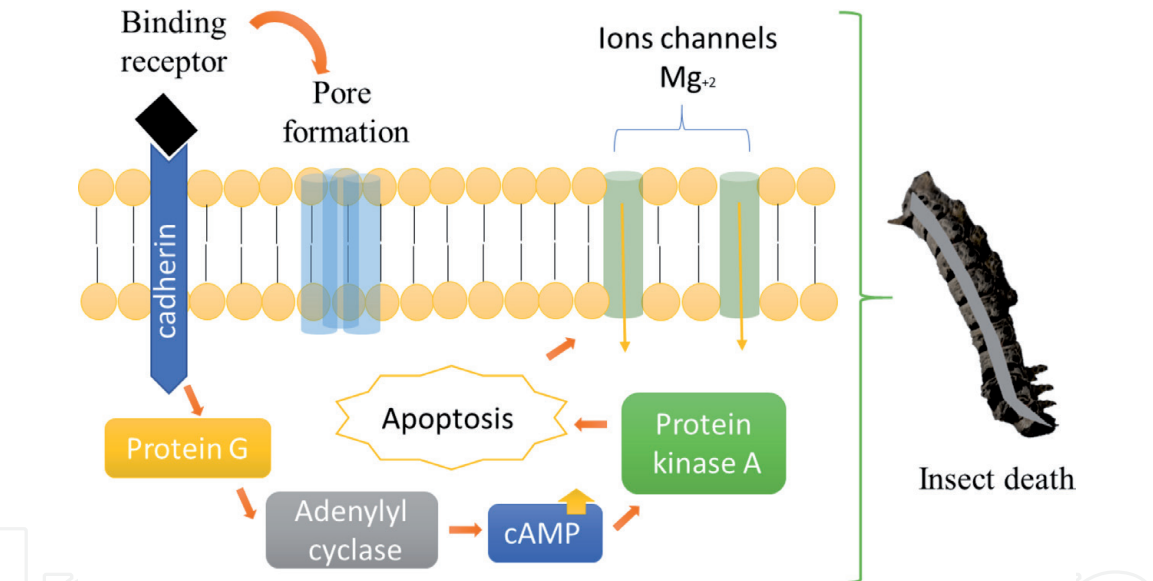 Binding
receptor
Pore
formation
Ions channels
Mg+2
cadherin
Protein G
Adenylyl
cyclase
cAMP
Protein
kinase A
Apoptosis
Insect death